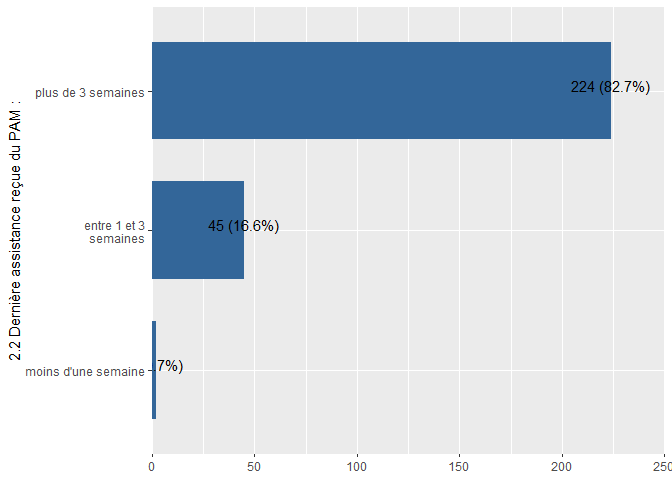 2.2 Dernière assistance reçue du PAM :
plus de 3 semaines
224 (82.7%)
entre 1 et 3
semaines
45 (16.6%)
moins d'une semaine
.7%)
0
50
100
150
200
250